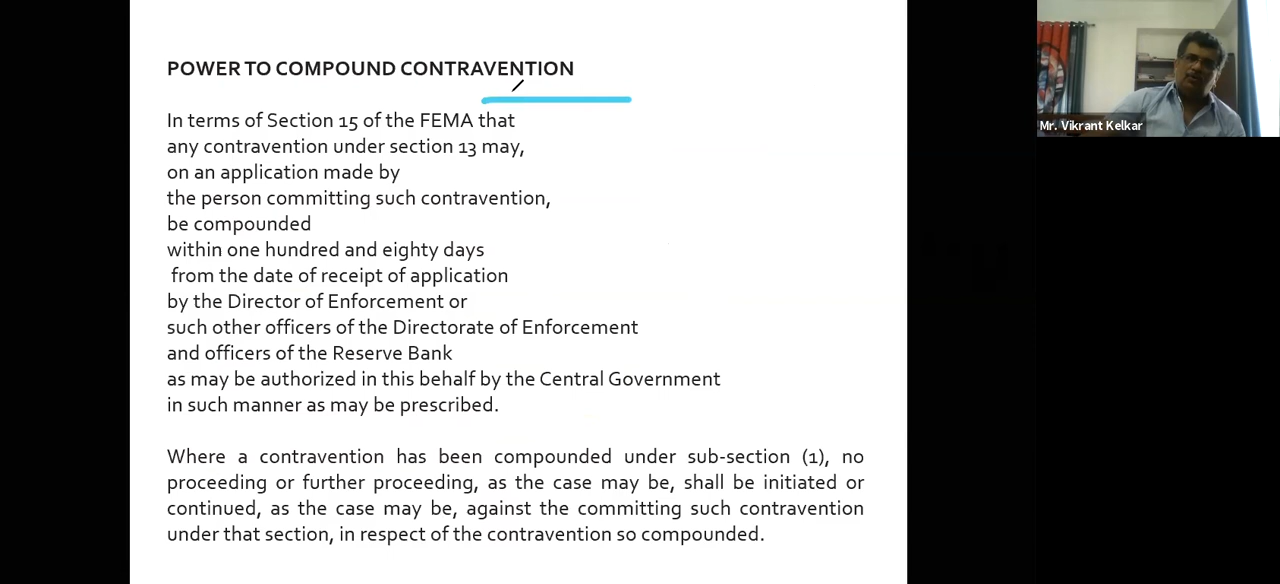 POWER TO COMPOUND CONTRAVENTION
In terms of Section 15 of the FEMA that
any contravention under section 13 may,
on an application made by
the person committing such contravention,
be compounded
within one hundred and eighty days
from the date of receipt of application
by the Director of Enforcement or
such other officers of the Directorate of Enforcement
and officers of the Reserve Bank
as may be authorized in this behalf by the Central Government
in such manner as may be prescribed.
Where a contravention has been compounded under sub-section (1), no
proceeding or further proceeding, as the case may be, shall be initiated or
continued, as the case may be, against the committing such contravention
under that section, in respect of the contravention so compounded.
Mr. Vikrant Kelkar